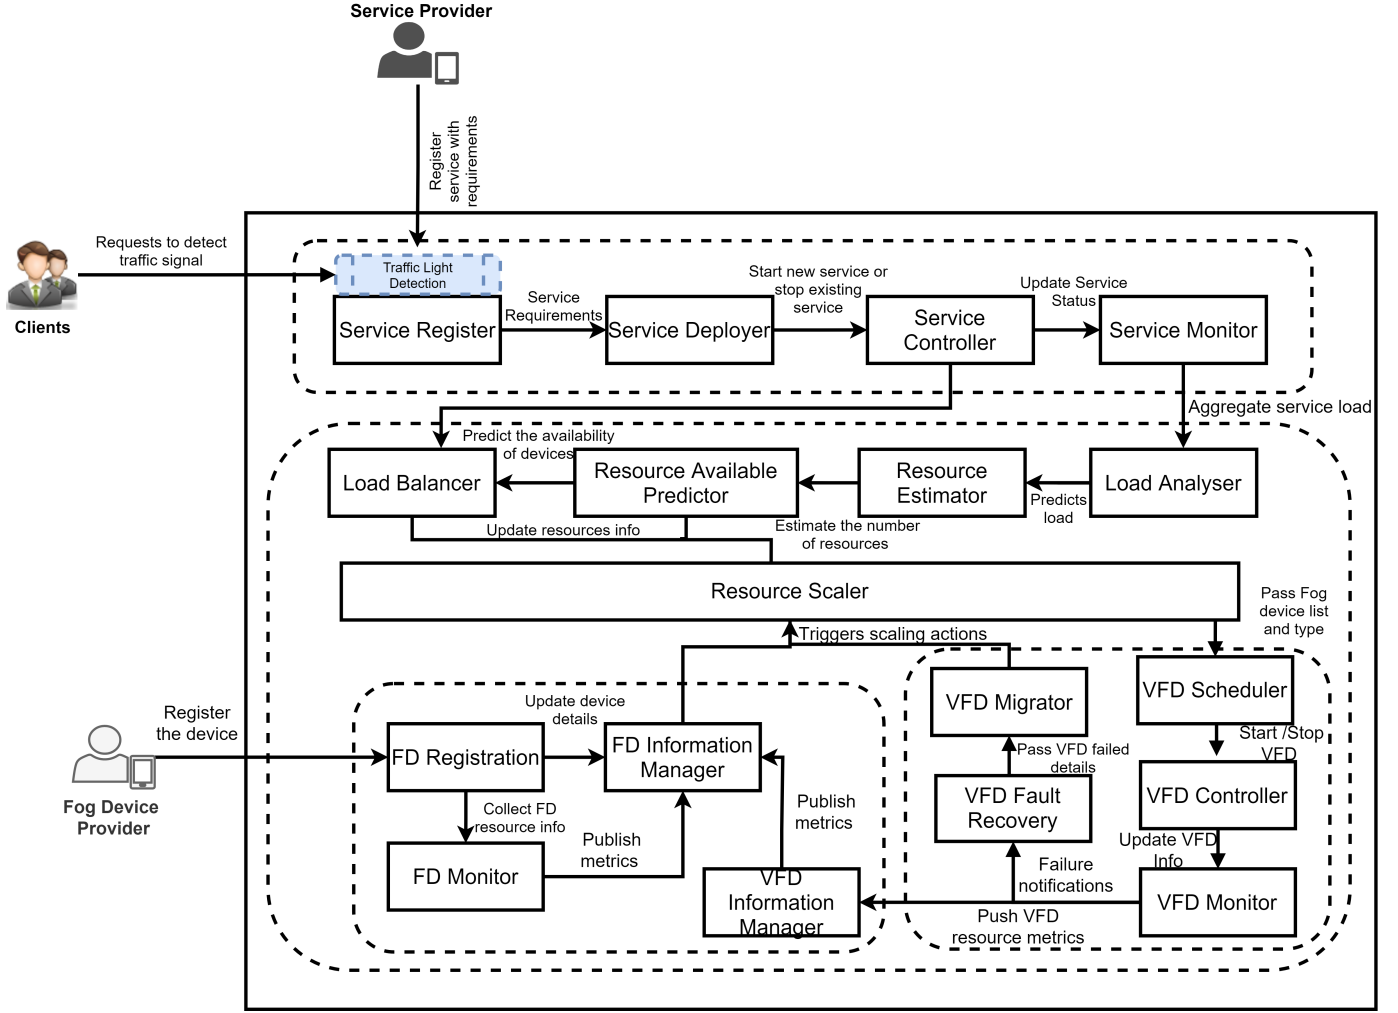 Service Provider
Register
service with
requirements
Requests to detect
traffic signal
Clients
Traffic Light
Detection
Service Register
Service
Requirements
Service Deployer
Start new service or
stop existing
service
Service
Controller
Update Service
Status
Service Monitor
Aggregate service load
Load Balancer
Predict the availability
of devices
Resource Available
Predictor
Resource
Estimator
Predicts
load
Load Analyser
Update resources info
Estimate the number
of resources
Resource Scaler
Pass Fog
device list
and type
Triggers scaling actions
VFD Migrator
VFD Scheduler
Start /Stop
VFD
Pass VFD failed
details
VFD Fault
Recovery
VFD Controller
Update VFD
Info
Failure
notifications
VFD Monitor
Push VFD
resource metrics
Register
the device
Fog Device
Provider
FD Registration
Update device
details
FD Information
Manager
Collect FD
resource info
Publish
metrics
FD Monitor
Publish
metrics
VFD
Information
Manager